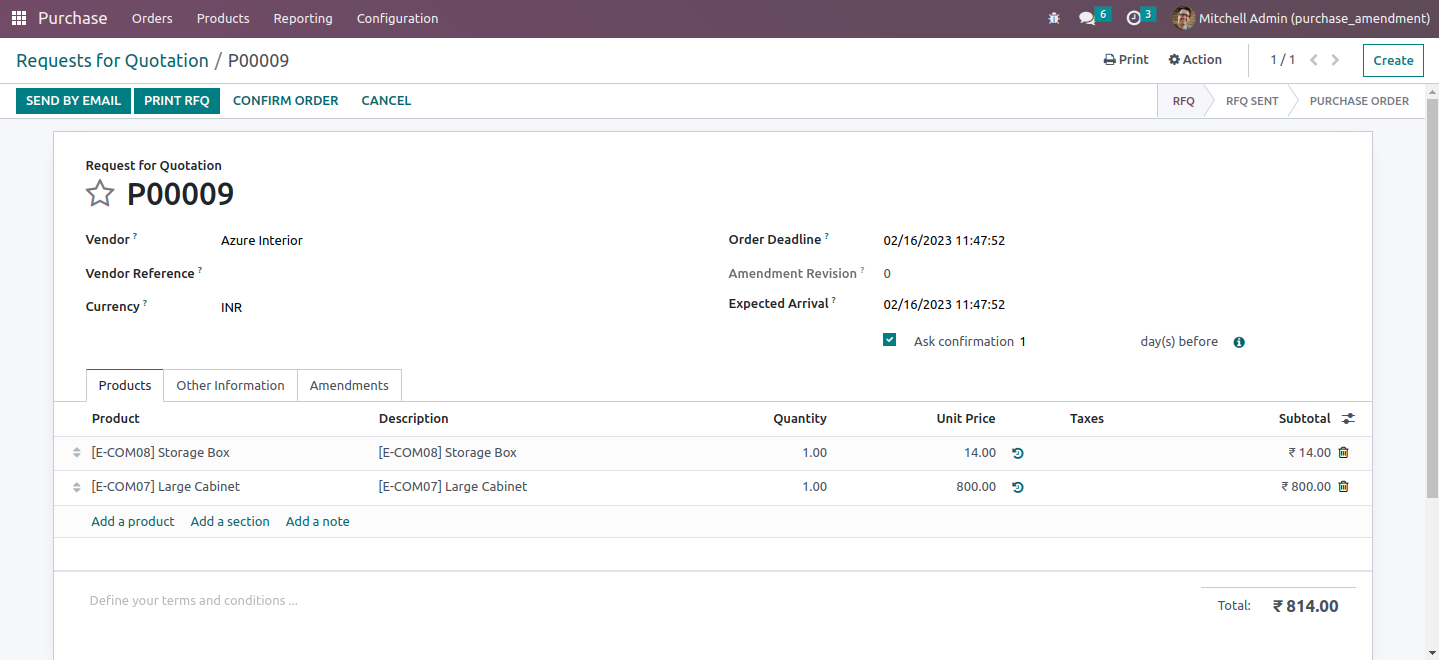 Purchase Orders Products Reporting Configuration 6 3 Mitchell Admin (purchase_amendment)
Requests for Quotation / P00009 Print Action 1 / 1 Create
SEND BY EMAIL PRINT RFQ CONFIRM ORDER CANCEL RFQ RFQ SENT PURCHASE ORDER
Request for Quotation
P00009
Vendor ? Azure Interior Order Deadline ? 02/16/2023 11:47:52
Vendor Reference ? Amendment Revision ? 0
Currency ? INR Expected Arrival ? 02/16/2023 11:47:52
Ask confirmation 1 day(s) before
Products Other Information Amendments
Product Description Quantity Unit Price Taxes Subtotal
[E-COM08] Storage Box [E-COM08] Storage Box 1.00 14.00 ₹ 14.00
[E-COM07] Large Cabinet [E-COM07] Large Cabinet 1.00 800.00 ₹ 800.00
Add a product Add a section Add a note
Define your terms and conditions ... Total: ₹ 814.00